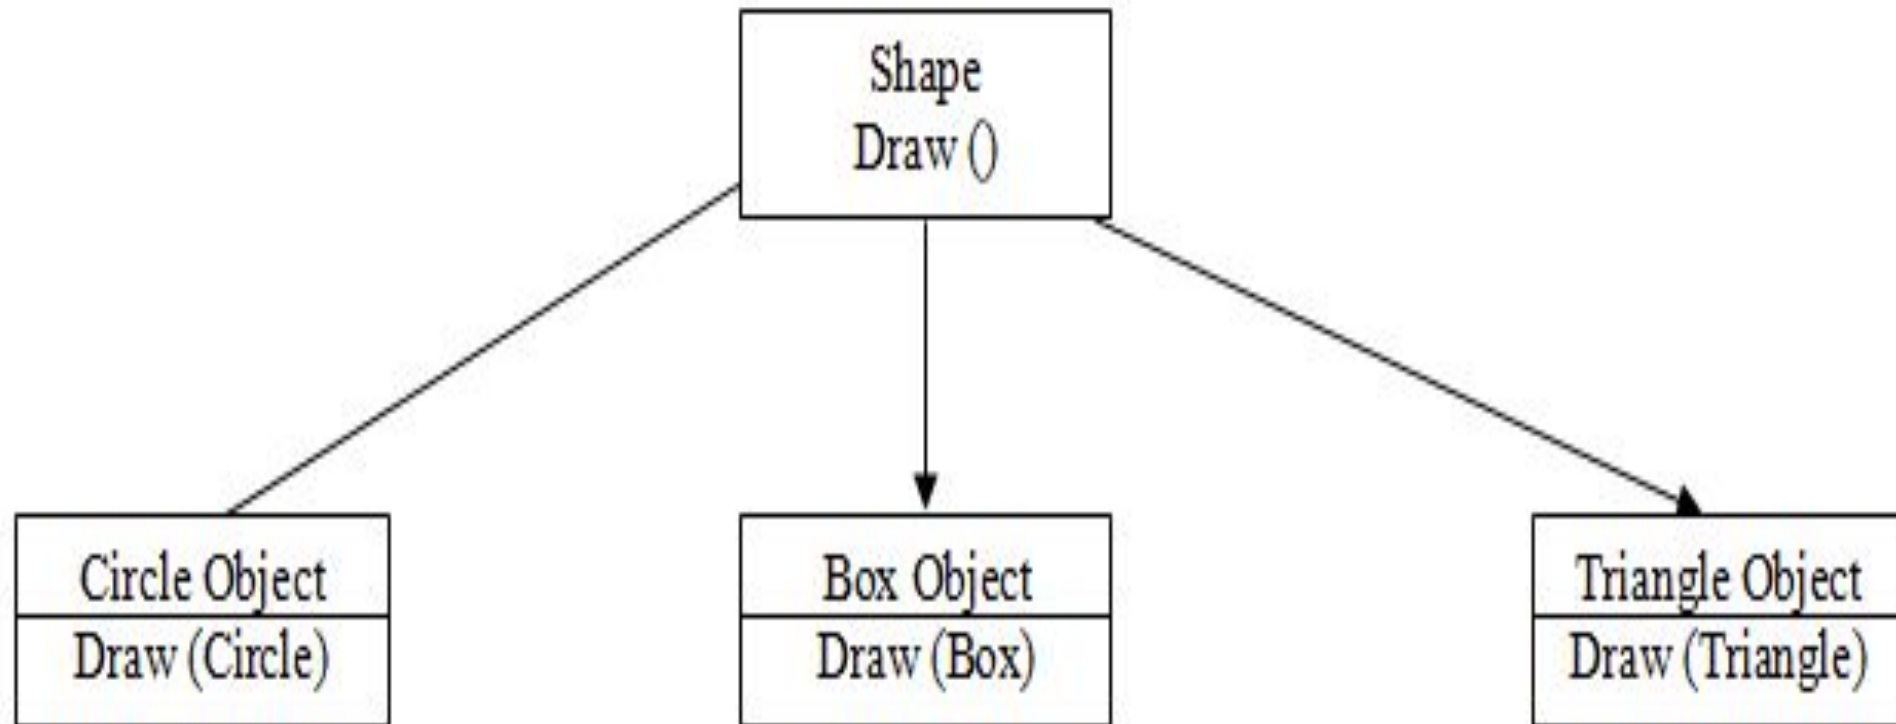 Shape
Draw ()
Circle Object
Draw (Circle)
Box Object
Draw (Box)
Triangle Object
Draw (Triangle)